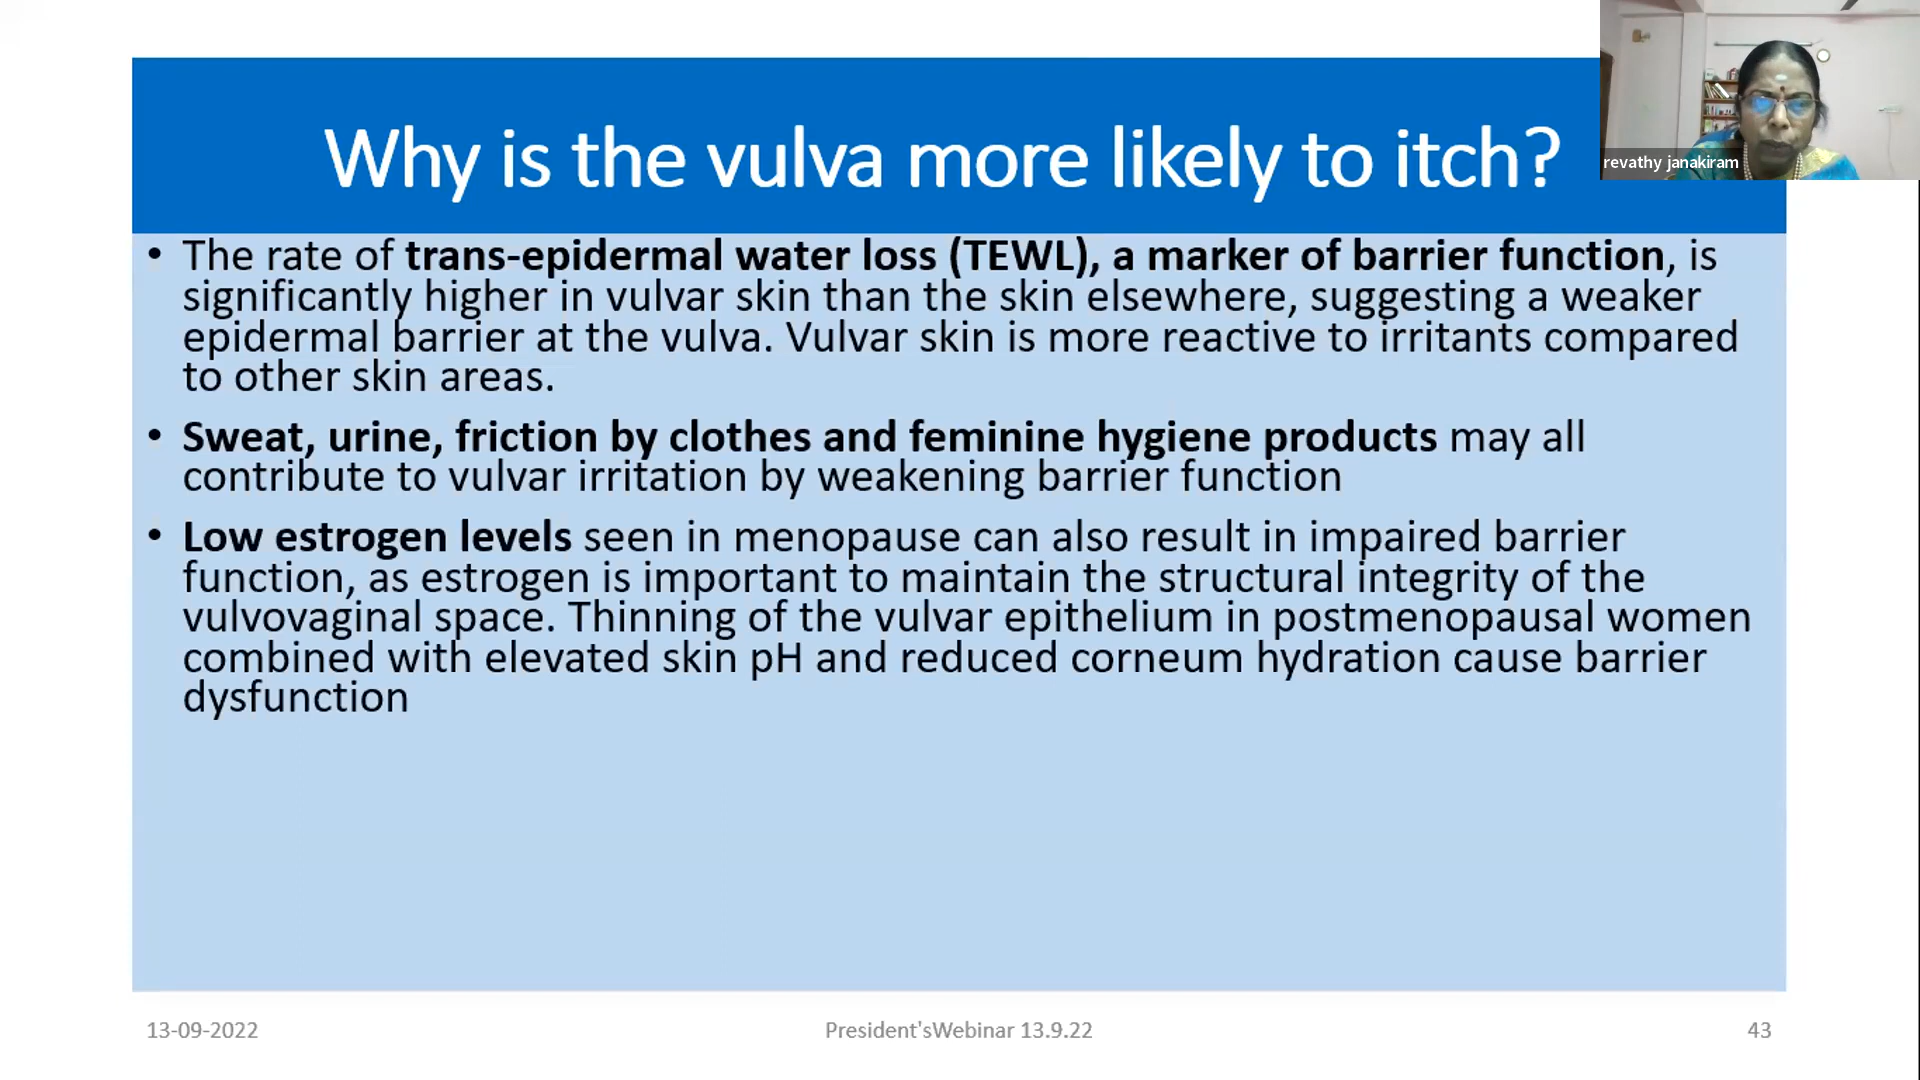 Why is the vulva more likely to itch?
revathy janakiram
• The rate of trans-epidermal water loss (TEWL), a marker of barrier function, is
significantly higher in vulvar skin than the skin elsewhere, suggesting a weaker
epidermal barrier at the vulva. Vulvar skin is more reactive to irritants compared
to other skin areas.
• Sweat, urine, friction by clothes and feminine hygiene products may all
contribute to vulvar irritation by weakening barrier function
• Low estrogen levels seen in menopause can also result in impaired barrier
function, as estrogen is important to maintain the structural integrity of the
vulvovaginal space. Thinning of the vulvar epithelium in postmenopausal women
combined with elevated skin pH and reduced corneum hydration cause barrier
dysfunction
13-09-2022
President'sWebinar 13.9.22
43